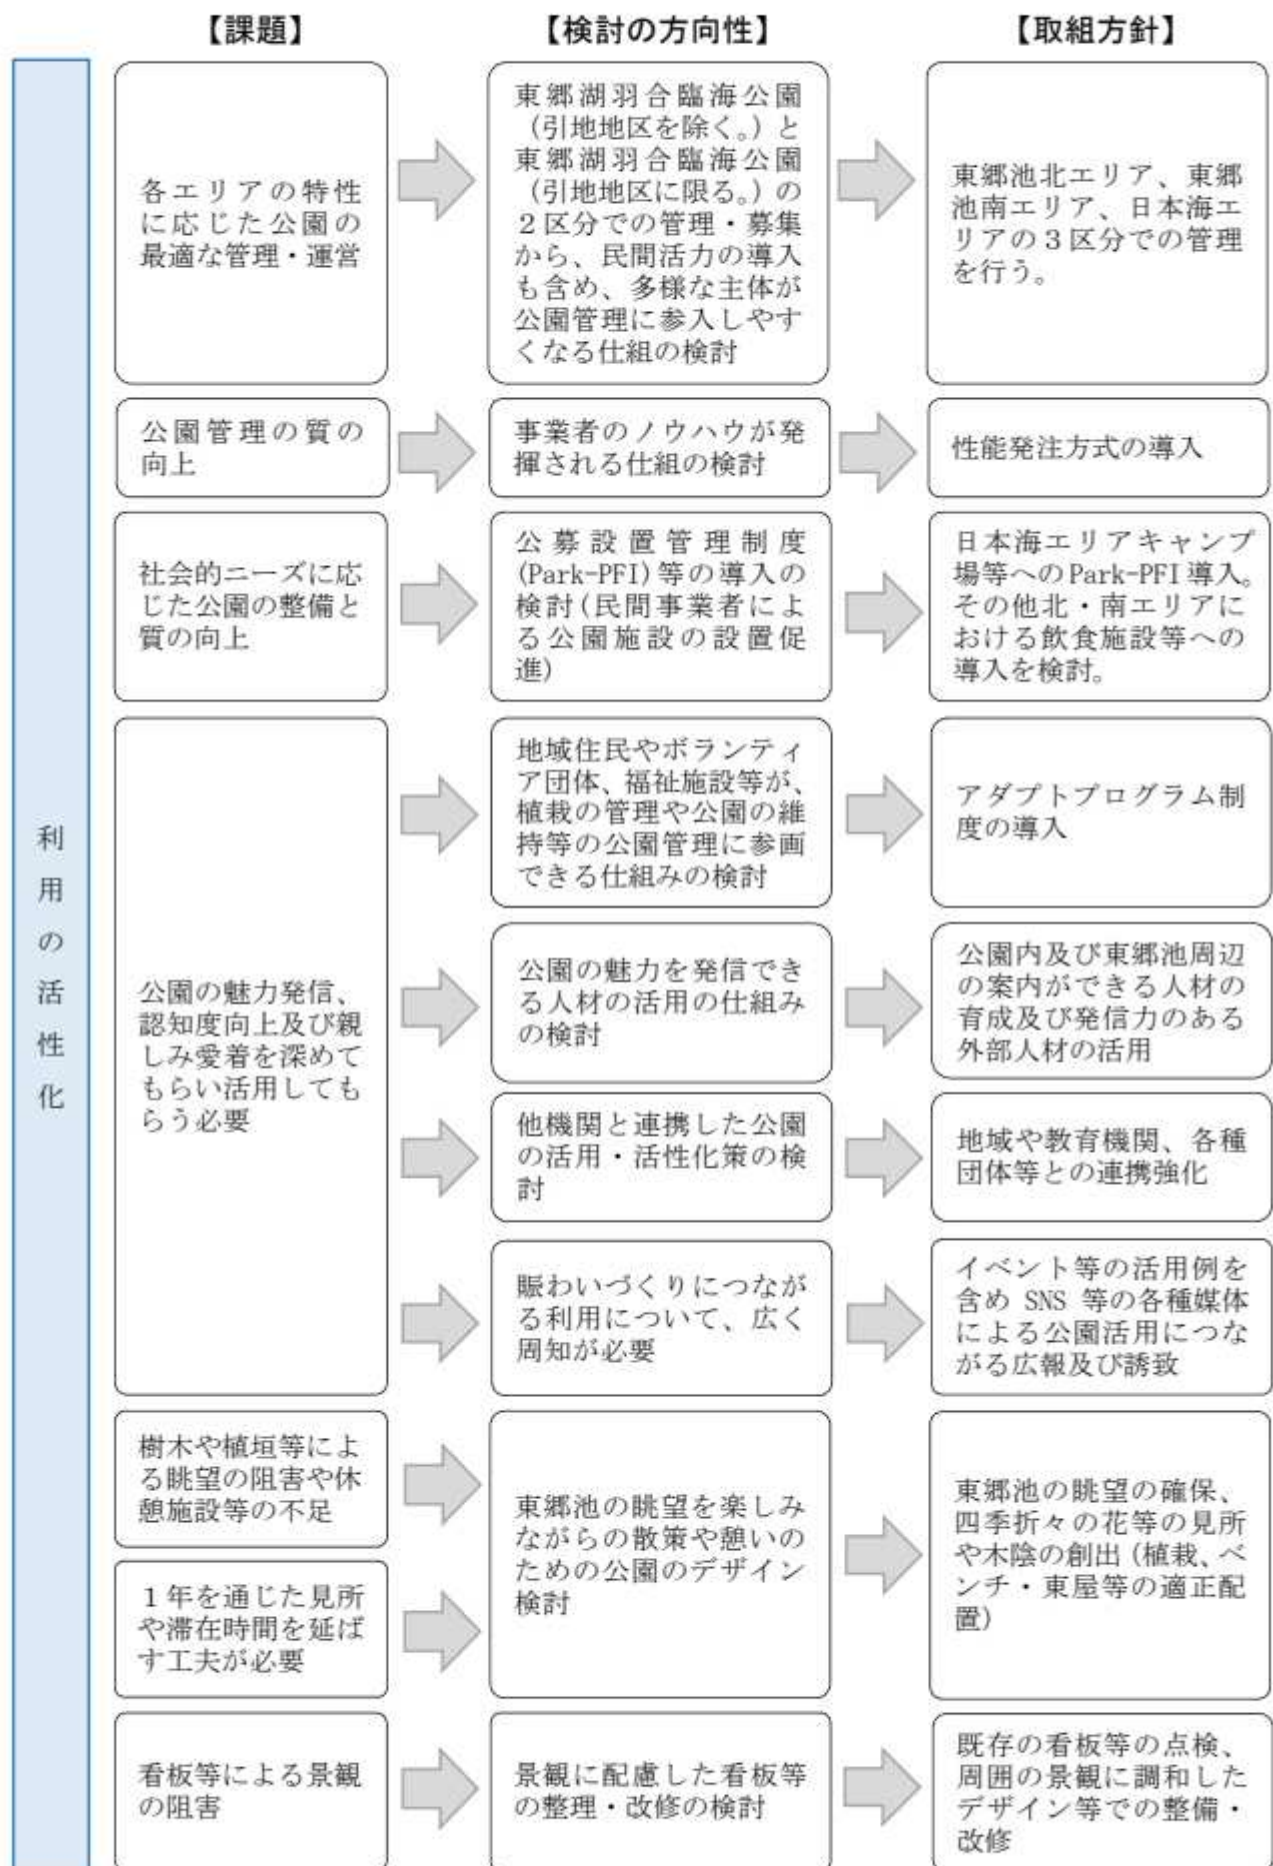 【課題】
【検討の方向性】
【取組方針】
利用の活性化
各エリアの特性
に応じた公園の
最適な管理・運営
東郷湖羽合臨海公園
(引地地区を除く。)と
東郷湖羽合臨海公園
(引地地区に限る。)の
2区分での管理・募集
から、民間活力の導入
も含め、多様な主体が
公園管理に参入しやす
くなる仕組の検討
東郷池北エリア、東郷
池南エリア、日本海エ
リアの3区分での管理
を行う。
公園管理の質の
向上
事業者のノウハウが発
揮される仕組の検討
性能発注方式の導入
社会的ニーズに応
じた公園の整備と
質の向上
公募設置管理制度
(Park-PFI)等の導入の
検討(民間事業者によ
る公園施設の設置促
進)
日本海エリアキャンプ
場等へのPark-PFI導入。
その他北・南エリアに
おける飲食施設等への
導入を検討。
公園の魅力発信、
認知度向上及び親
しみ愛着を深めて
もらい活用しても
らう必要
地域住民やボランティ
ア団体、福祉施設等が、
植栽の管理や公園の維
持等の公園管理に参画
できる仕組みの検討
アダプトプログラム制
度の導入
公園の魅力を発信でき
る人材の活用の仕組み
の検討
公園内及び東郷池周辺
の案内ができる人材の
育成及び発信力のある
外部人材の活用
他機関と連携した公園
の活用・活性化策の検
討
地域や教育機関、各種
団体等との連携強化
賑わいづくりにつなが
る利用について、広く
周知が必要
イベント等の活用例を
含め SNS 等の各種媒体
による公園活用につな
がる広報及び誘致
樹木や植垣等によ
る眺望の阻害や休
憩施設等の不足
1年を通じた見所
や滞在時間を延ば
す工夫が必要
東郷池の眺望を楽しみ
ながらの散策や憩いの
ための公園のデザイン
検討
東郷池の眺望の確保、
四季折々の花等の見所
や木陰の創出(植栽、ベ
ンチ・東屋等の適正配
置)
看板等による景観
の阻害
景観に配慮した看板等
の整理・改修の検討
既存の看板等の点検、
周囲の景観に調和した
デザイン等での整備・
改修